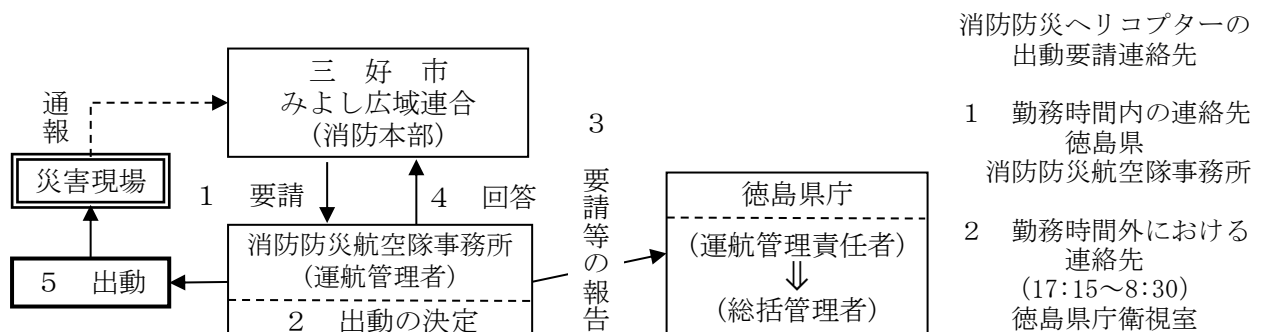 通報
災害現場
三　好　市
みよし広域連合
(消防本部)
1　要請
4　回答
消防防災航空隊事務所
(運航管理者)
2　出動の決定
5　出動
3　要請等の報告
徳島県庁
(運航管理責任者)
⇓
(総括管理者)
消防防災ヘリコプターの
出動要請連絡先
1　勤務時間内の連絡先
徳島県
消防防災航空隊事務所
2　勤務時間外における
連絡先
(17:15～8:30)
徳島県庁衛視室